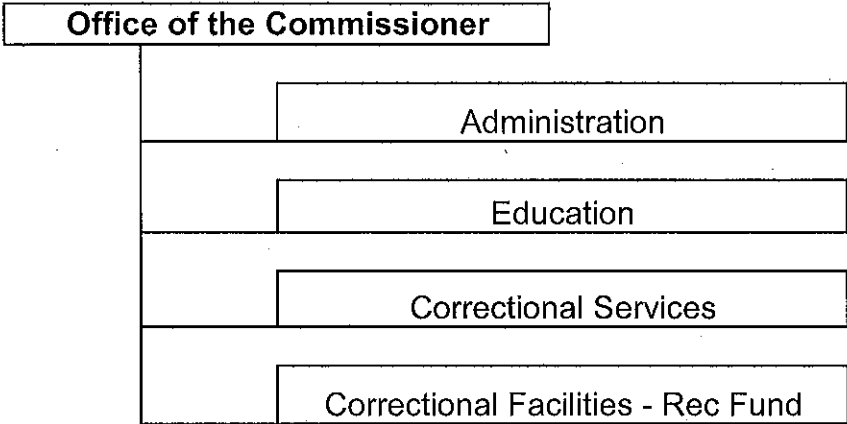 Office of the Commissioner
Administration
Education
Correctional Services
Correctional Facilities - Rec Fund